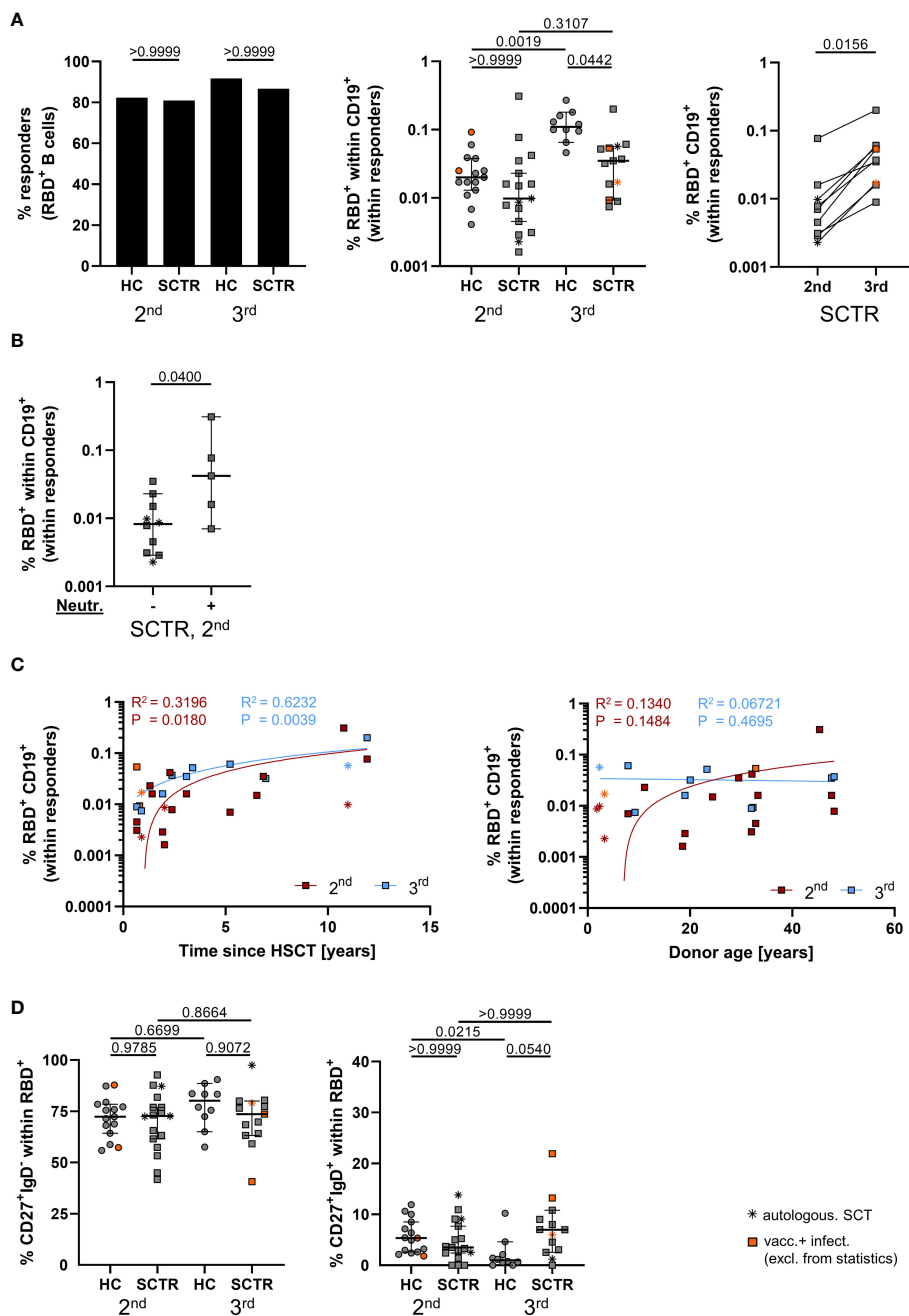 A
>0.9999
>0.9999
% responders
(RBD+ B cells)
100
80
60
40
20
0
HC SCTR HC SCTR
2nd 3rd
0.3107
0.0019
>0.9999
0.0442
% RBD+ within CD19+
(within responders)
1
0.1
0.01
0.001
HC SCTR HC SCTR
2nd 3rd
0.0156
% RBD+ CD19+
(within responders)
1
0.1
0.01
0.001
2nd 3rd
SCTR
B
0.0400
% RBD+ within CD19+
(within responders)
1
0.1
0.01
0.001
Neutr. - +
SCTR, 2nd
C
R2 = 0.3196 R2 = 0.6232
P = 0.0180 P = 0.0039
% RBD+ CD19+
(within responders)
1
0.1
0.01
0.001
0.0001
0 5 10 15
2nd 3rd
Time since HSCT [years]
R2 = 0.1340 R2 = 0.06721
P = 0.1484 P = 0.4695
% RBD+ CD19+
(within responders)
1
0.1
0.01
0.001
0.0001
0 20 40 60
2nd 3rd
Donor age [years]
D
0.8664
0.6699
0.9785
0.9072
% CD27+IgD- within RBD+
100
75
50
25
0
HC SCTR HC SCTR
2nd 3rd
>0.9999
0.0215
>0.9999
0.0540
% CD27+IgD+ within RBD+
40
30
20
10
0
HC SCTR HC SCTR
2nd 3rd
autologous. SCT
vacc.+ infect.
(excl. from statistics)